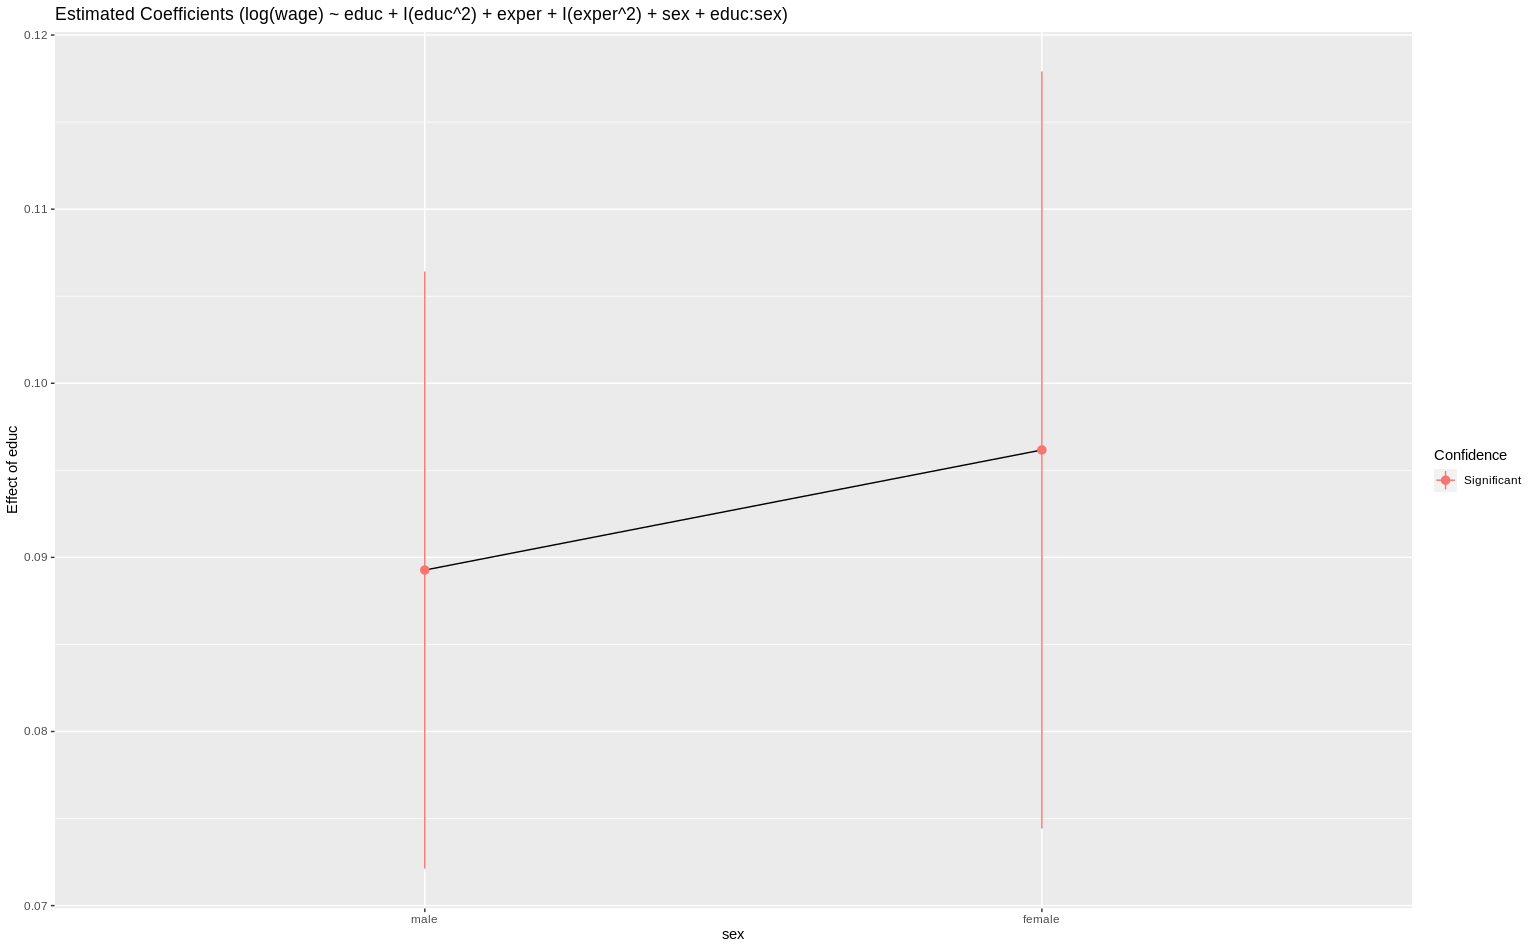 Estimated Coefficients (log(wage) ~ educ + I(educ^2) + exper + I(exper^2) + sex + educ:sex)
0.12
0.11
0.10
0.09
0.08
0.07
Effect of educ
male
female
sex
Confidence
Significant